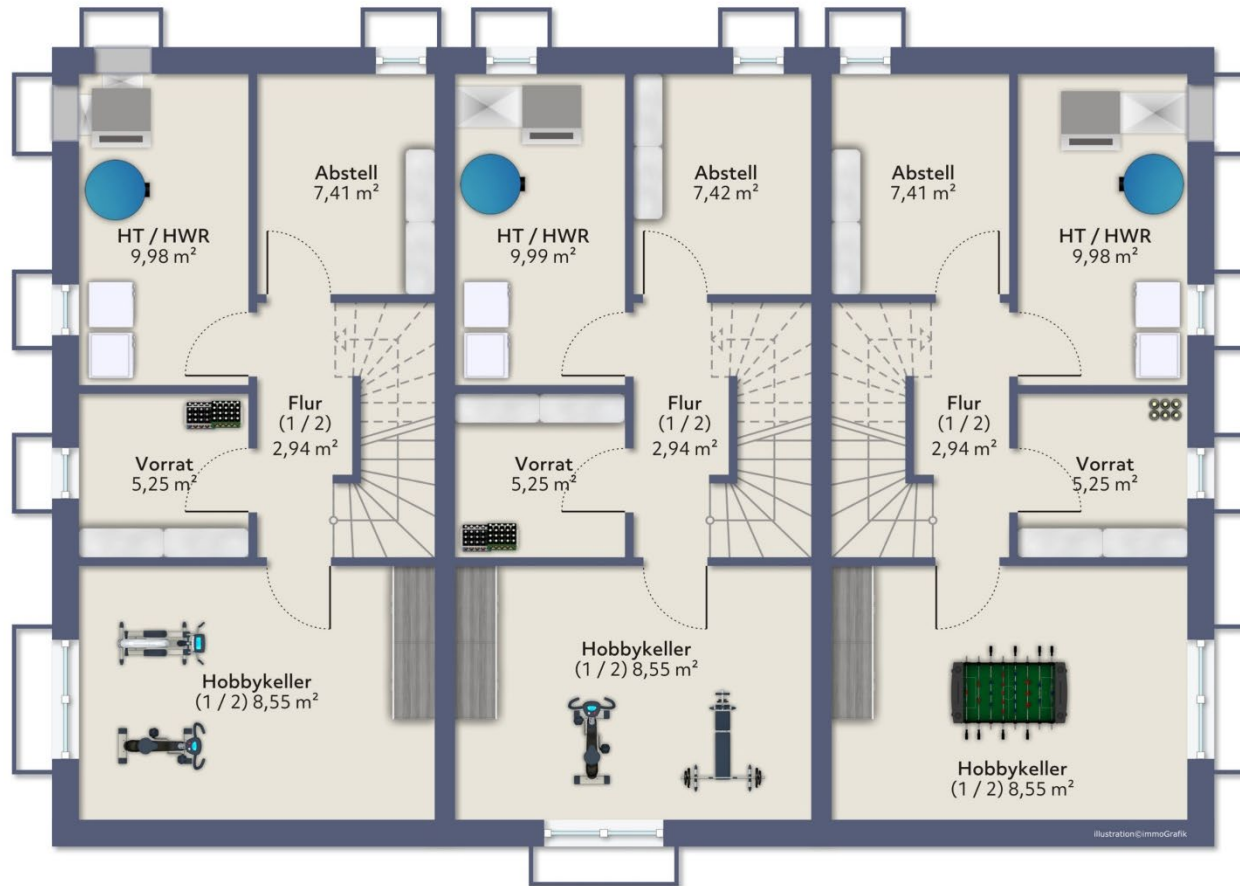 Abstell
7,41 m²
HT / HWR
9,98 m²
Flur
(1 / 2)
2,94 m²
Vorrat
5,25 m²
Hobbykeller
(1 / 2) 8,55 m²
Abstell
7,42 m²
HT / HWR
9,99 m²
Flur
(1 / 2)
2,94 m²
Vorrat
5,25 m²
Hobbykeller
(1 / 2) 8,55 m²
Abstell
7,41 m²
HT / HWR
9,98 m²
Flur
(1 / 2)
2,94 m²
Vorrat
5,25 m²
Hobbykeller
(1 / 2) 8,55 m²
illustration©immoGrafik